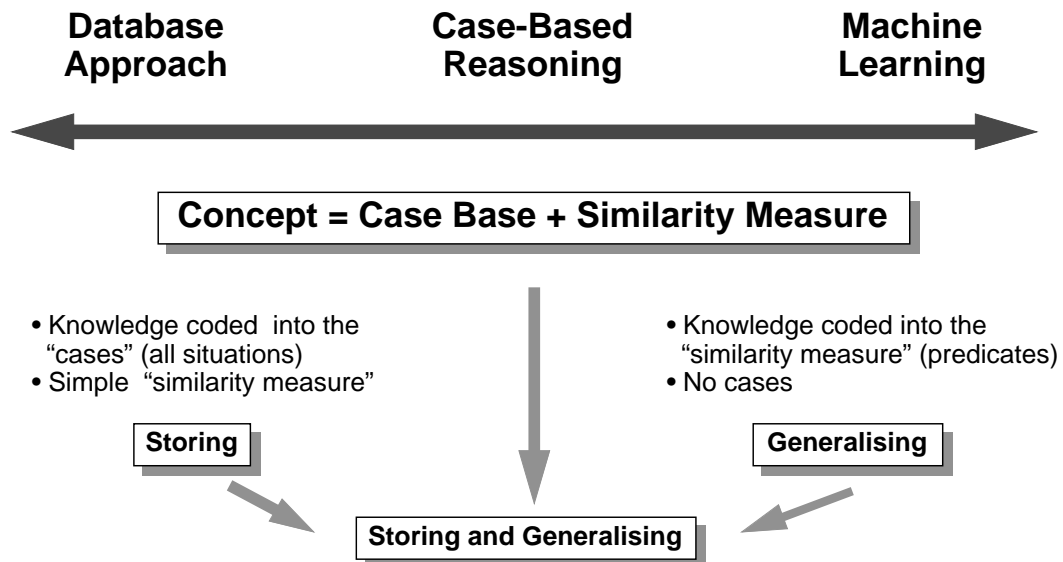 Database
Approach
Case-Based
Reasoning
Machine
Learning
Concept = Case Base + Similarity Measure
• Knowledge coded into the
“cases” (all situations)
• Simple “similarity measure”
• Knowledge coded into the
“similarity measure” (predicates)
• No cases
Storing
Generalising
Storing and Generalising